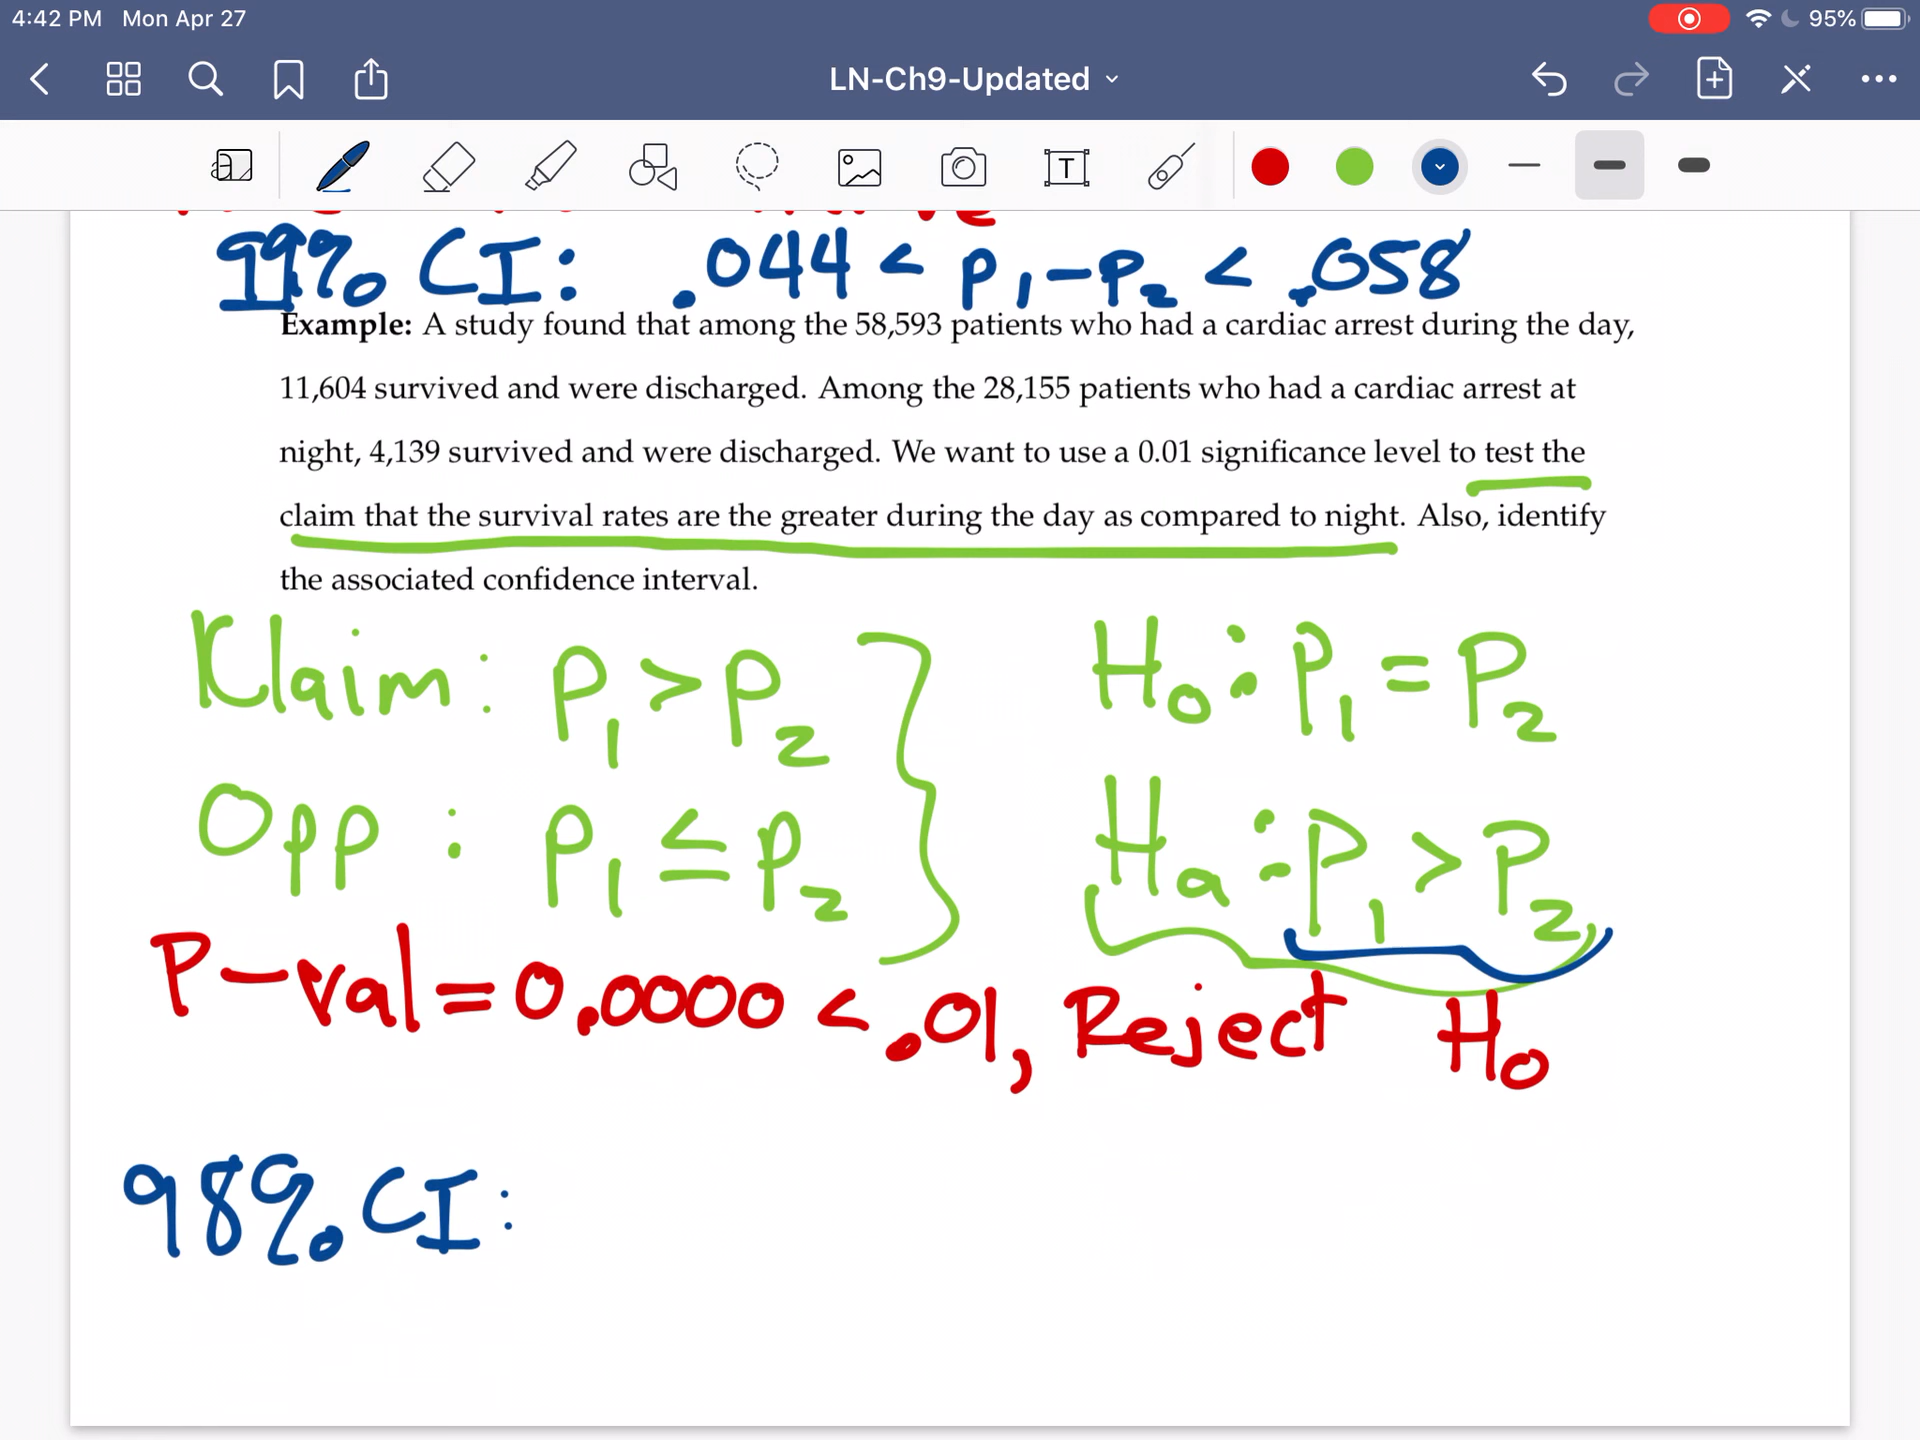 4:42 PM Mon Apr 27 95%
LN-Ch9-Updated
T
99% CI: .044 < p₁-p₂ < .058
Example: A study found that among the 58,593 patients who had a cardiac arrest during the day,
11,604 survived and were discharged. Among the 28,155 patients who had a cardiac arrest at
night, 4,139 survived and were discharged. We want to use a 0.01 significance level to test the
claim that the survival rates are the greater during the day as compared to night. Also, identify
the associated confidence interval.
Klaim: P₁ > P₂ H₀: P₁ = P₂
Opp : P₁ ≤ P₂ Hₐ: P₁ > P₂
P-val = 0.0000 < .01, Reject H₀
98% CI: